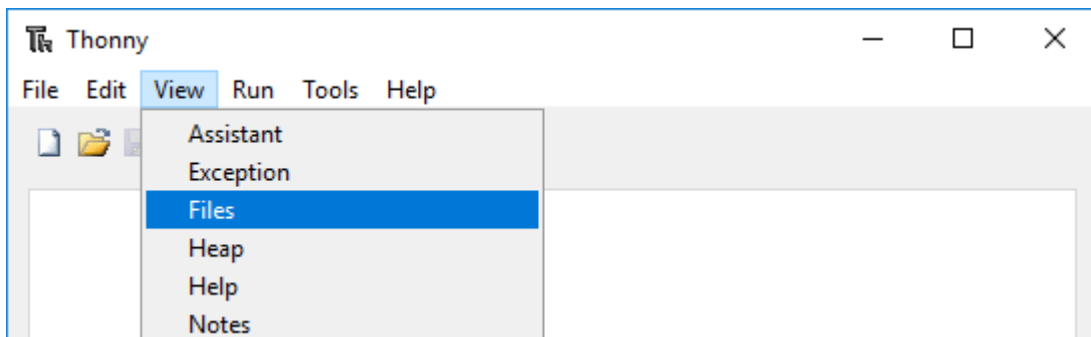 Thonny
File Edit View Run Tools Help
Assistant
Exception
Files
Heap
Help
Notes